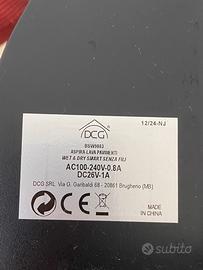 12/24-NJ
DCG
BSW9983
ASPIRA LAVA PAVIMENTI
WET & DRY SMART SENZA FILI
AC100-240V-0.8A
DC26V-1A
DCG SRL Via G. Garibaldi 68 - 20861 Brugherio (MB)
MADE
IN CHINA
subito